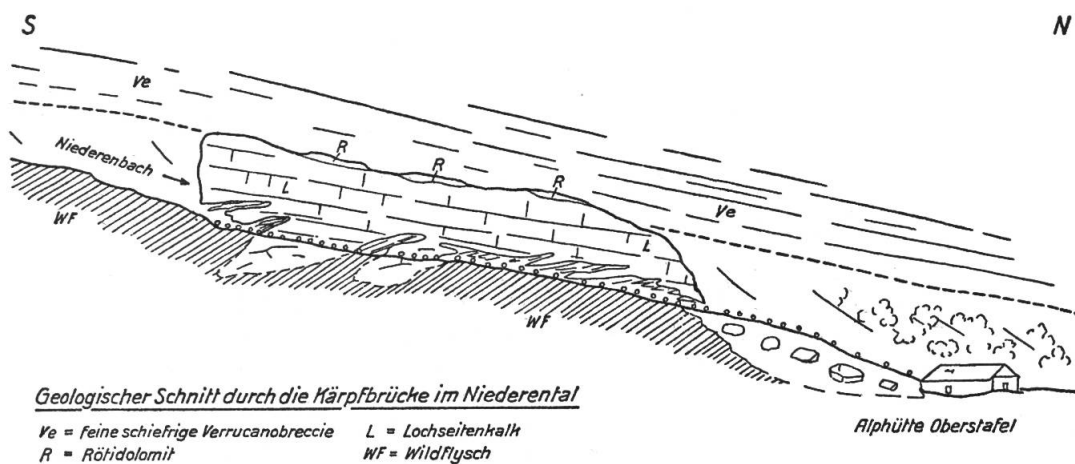 S N
Ve
Niederenbach
R
R
R
L
Ve
L
WF
WF
Geologischer Schnitt durch die Kärpfbrücke im Niederental
Ve = feine schiefrige Verrucanobreccie L = Lochseitenkalk
R = Rötidolomit WF = Wildflysch
Alphütte Oberstafel